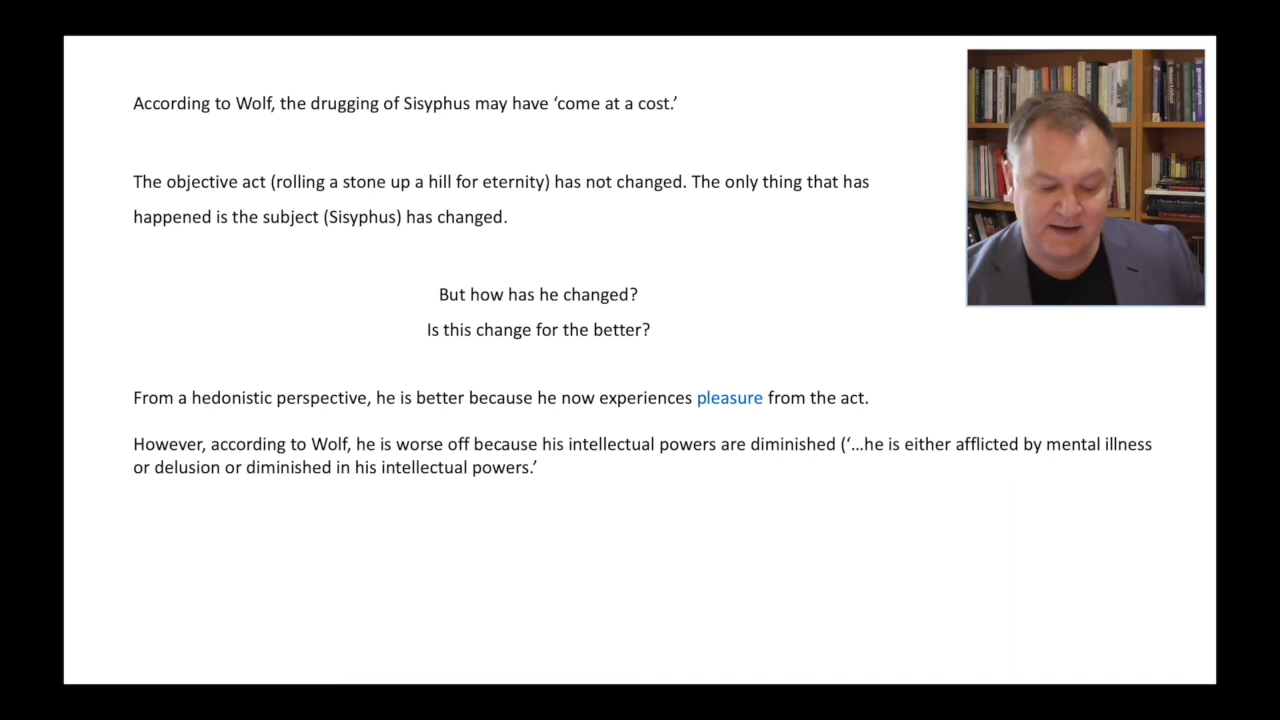 According to Wolf, the drugging of Sisyphus may have ‘come at a cost.’
The objective act (rolling a stone up a hill for eternity) has not changed. The only thing that has
happened is the subject (Sisyphus) has changed.
But how has he changed?
Is this change for the better?
From a hedonistic perspective, he is better because he now experiences pleasure from the act.
However, according to Wolf, he is worse off because his intellectual powers are diminished (‘…he is either afflicted by mental illness
or delusion or diminished in his intellectual powers.’